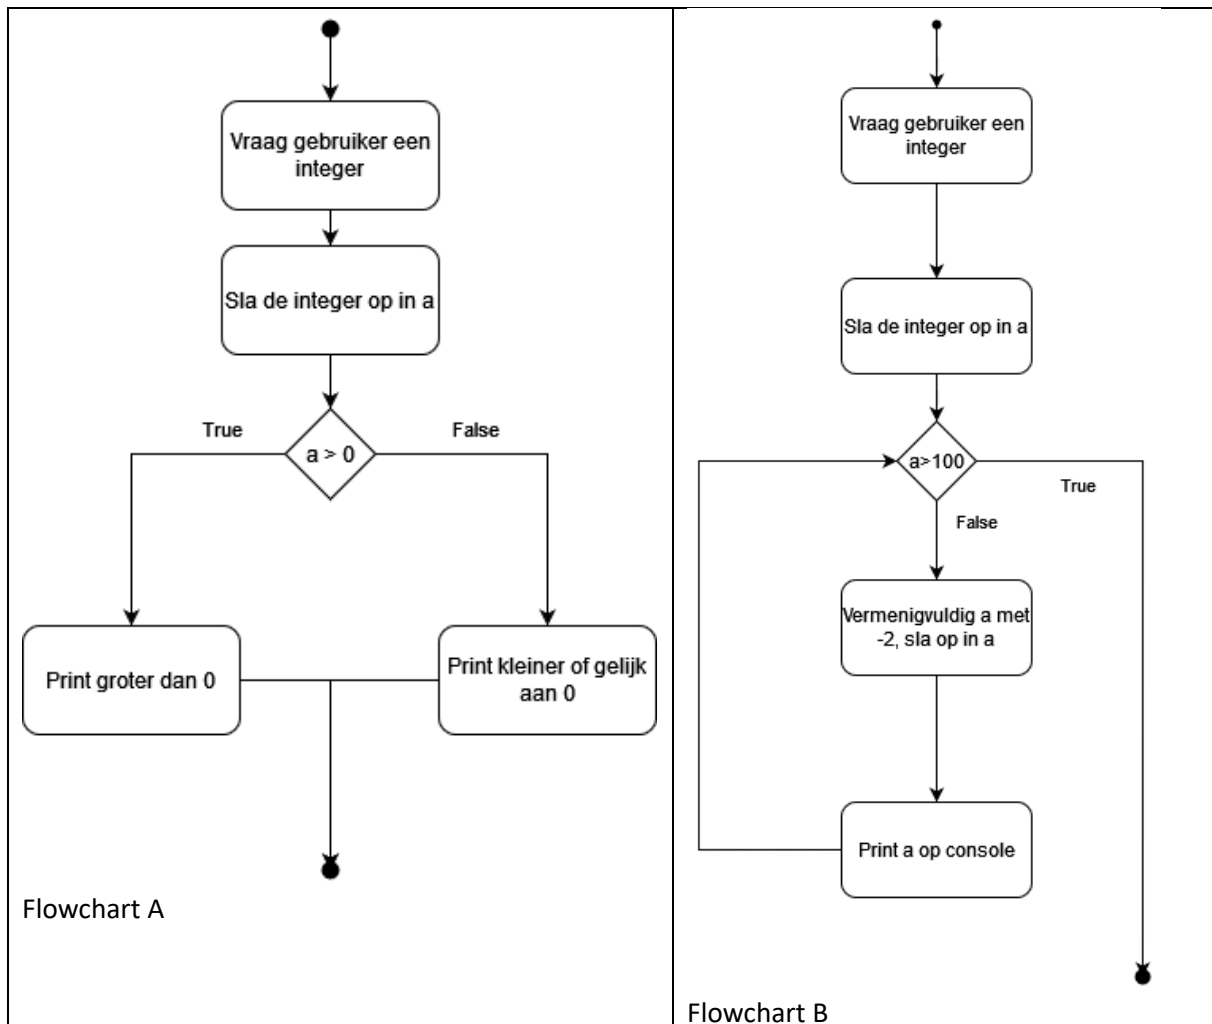 Vraag gebruiker een
integer
Sla de integer op in a
a > 0
True
False
Print groter dan 0
Print kleiner of gelijk
aan 0
Flowchart A
Vraag gebruiker een
integer
Sla de integer op in a
a>100
True
False
Vermenigvuldig a met
-2, sla op in a
Print a op console
Flowchart B